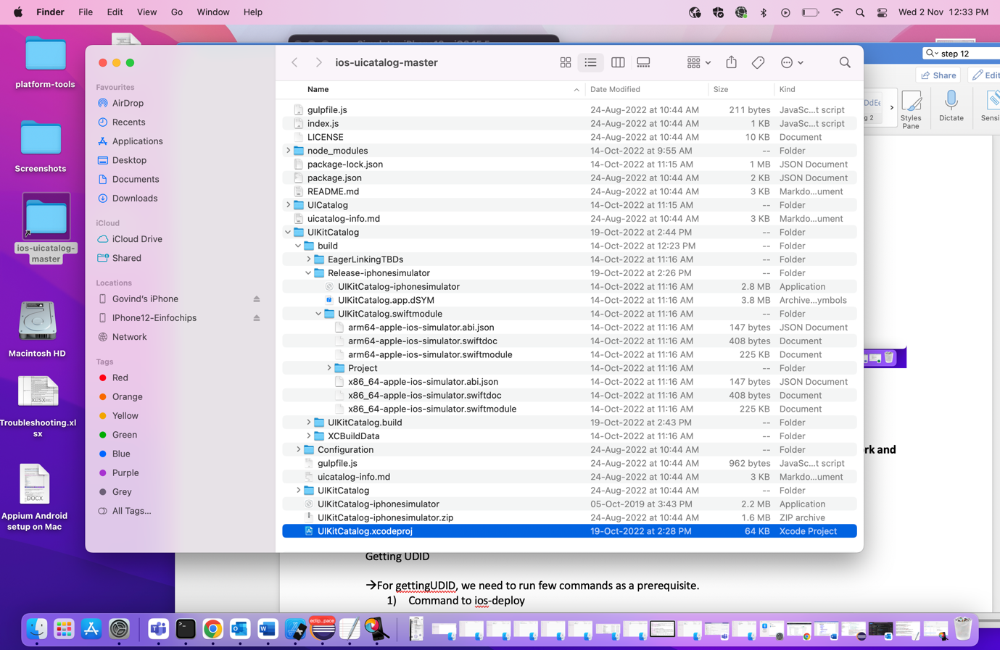 Finder File Edit View Go Window Help
Wed 2 Nov 12:33 PM
platform-tools
Screenshots
ios-uicatalog-
master
Macintosh HD
XLSX
Troubleshooting.xl
sx
DOCX
Appium Android
setup on Mac
Favourites
AirDrop
Recents
Applications
Desktop
Documents
Downloads
iCloud
iCloud Drive
Shared
Locations
Govind's iPhone
IPhone12-Einfochips
Network
Tags
Red
Orange
Yellow
Green
Blue
Purple
Grey
All Tags...
ios-uicatalog-master
Name Date Modified Size Kind
gulpfile.js 24-Aug-2022 at 10:44 AM 211 bytes JavaSc...t script
index.js 24-Aug-2022 at 10:44 AM 1 KB JavaSc...t script
LICENSE 24-Aug-2022 at 10:44 AM 10 KB Document
node_modules 14-Oct-2022 at 9:55 AM -- Folder
package-lock.json 14-Oct-2022 at 11:15 AM 1 MB JSON Document
package.json 24-Aug-2022 at 10:44 AM 2 KB JSON Document
README.md 24-Aug-2022 at 10:44 AM 3 KB Markdo...ument
UICatalog 14-Oct-2022 at 11:15 AM -- Folder
uicatalog-info.md 24-Aug-2022 at 10:44 AM 3 KB Markdo...ument
UIKitCatalog 19-Oct-2022 at 2:44 PM -- Folder
build 14-Oct-2022 at 12:23 PM -- Folder
EagerLinkingTBDs 14-Oct-2022 at 11:16 AM -- Folder
Release-iphonesimulator 19-Oct-2022 at 2:26 PM -- Folder
UIKitCatalog-iphonesimulator 14-Oct-2022 at 11:16 AM 2.8 MB Application
UIKitCatalog.app.dSYM 14-Oct-2022 at 11:16 AM 3.8 MB Archive...ymbols
UIKitCatalog.swiftmodule 14-Oct-2022 at 11:16 AM -- Folder
arm64-apple-ios-simulator.abi.json 14-Oct-2022 at 11:16 AM 147 bytes JSON Document
arm64-apple-ios-simulator.swiftdoc 14-Oct-2022 at 11:16 AM 408 bytes Document
arm64-apple-ios-simulator.swiftmodule 14-Oct-2022 at 11:16 AM 225 KB Document
Project 14-Oct-2022 at 11:16 AM -- Folder
x86_64-apple-ios-simulator.abi.json 14-Oct-2022 at 11:16 AM 147 bytes JSON Document
x86_64-apple-ios-simulator.swiftdoc 14-Oct-2022 at 11:16 AM 408 bytes Document
x86_64-apple-ios-simulator.swiftmodule 14-Oct-2022 at 11:16 AM 225 KB Document
UIKitCatalog.build 19-Oct-2022 at 2:43 PM -- Folder
XCBuildData 14-Oct-2022 at 11:16 AM -- Folder
Configuration 24-Aug-2022 at 10:44 AM -- Folder
gulpfile.js 24-Aug-2022 at 10:44 AM 962 bytes JavaSc...t script
uicatalog-info.md 24-Aug-2022 at 10:44 AM 3 KB Markdo...ument
UIKitCatalog 24-Aug-2022 at 10:44 AM -- Folder
UIKitCatalog-iphonesimulator 05-Oct-2019 at 3:43 PM 2.2 MB Application
UIKitCatalog-iphonesimulator.zip 24-Aug-2022 at 10:44 AM 1.6 MB ZIP archive
UIKitCatalog.xcodeproj 19-Oct-2022 at 2:28 PM 64 KB Xcode Project
step 12
Share Edit
Styles
Pane
Dictate
Sensi
rk and
Getting UDID
→For gettingUDID, we need to run few commands as a prerequisite.
1) Command to ios-deploy